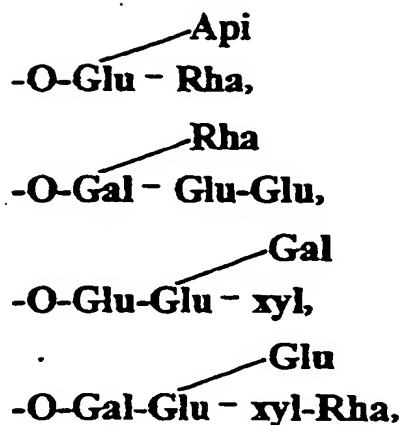 Api
-O-Glu - Rha,
Rha
-O-Gal - Glu-Glu,
Gal
-O-Glu-Glu - xyl,
Glu
-O-Gal-Glu - xyl-Rha,